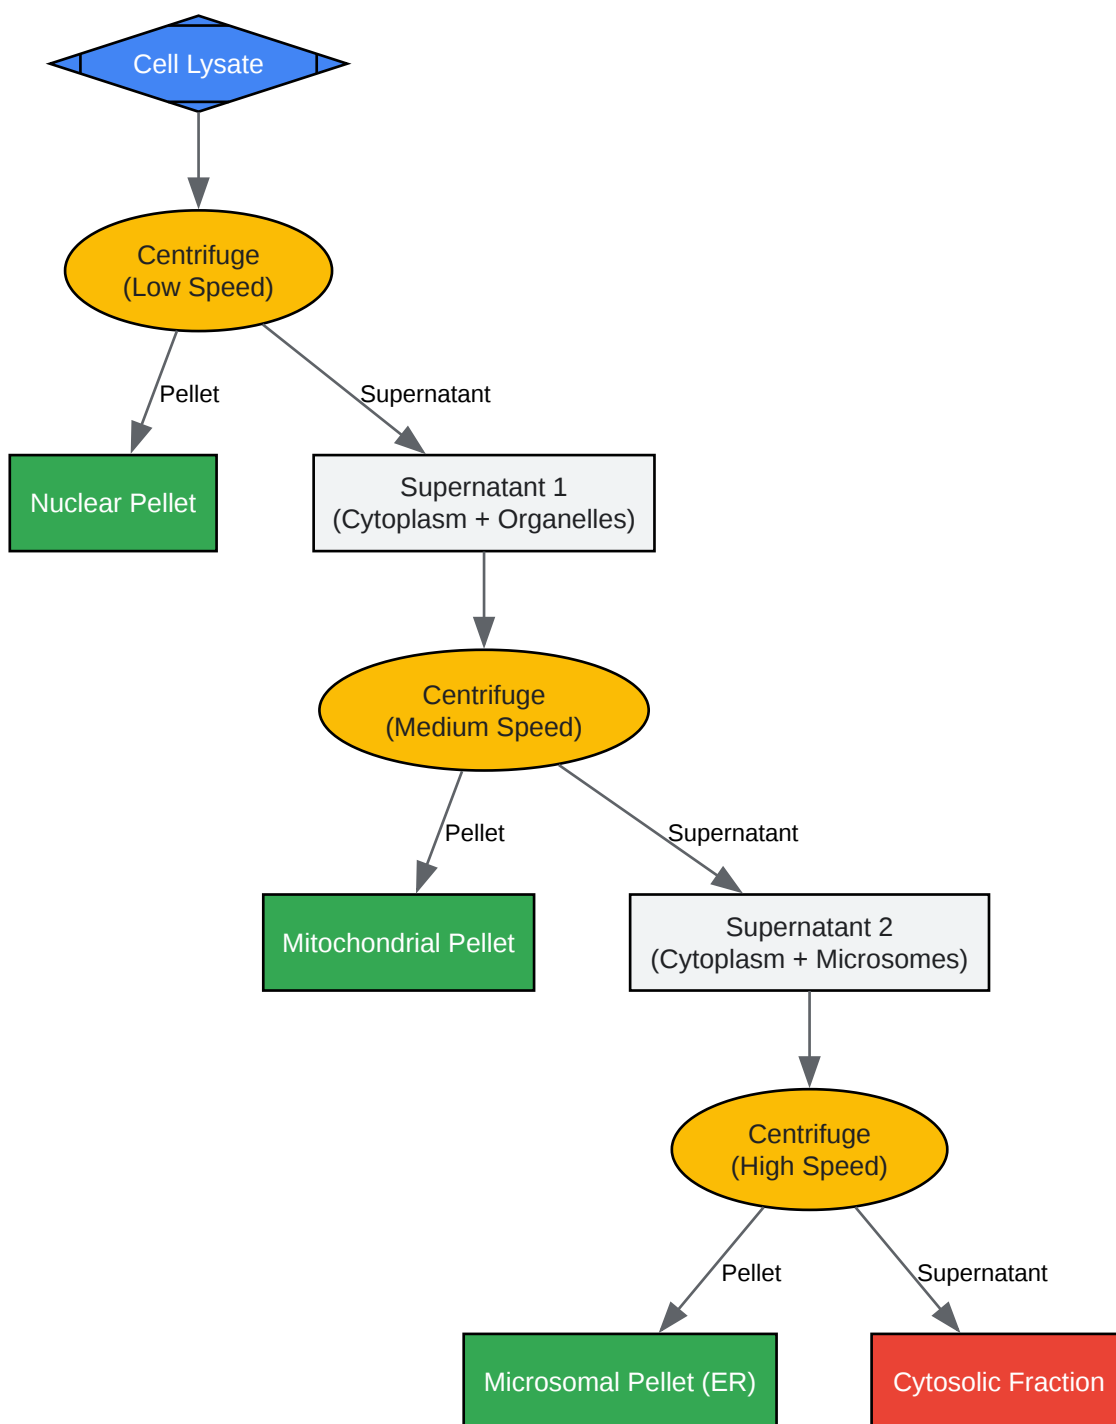 Cell Lysate
Centrifuge
(Low Speed)
Pellet
Supernatant
Nuclear Pellet
Supernatant 1
(Cytoplasm + Organelles)
Centrifuge
(Medium Speed)
Pellet
Supernatant
Mitochondrial Pellet
Supernatant 2
(Cytoplasm + Microsomes)
Centrifuge
(High Speed)
Pellet
Supernatant
Microsomal Pellet (ER)
Cytosolic Fraction